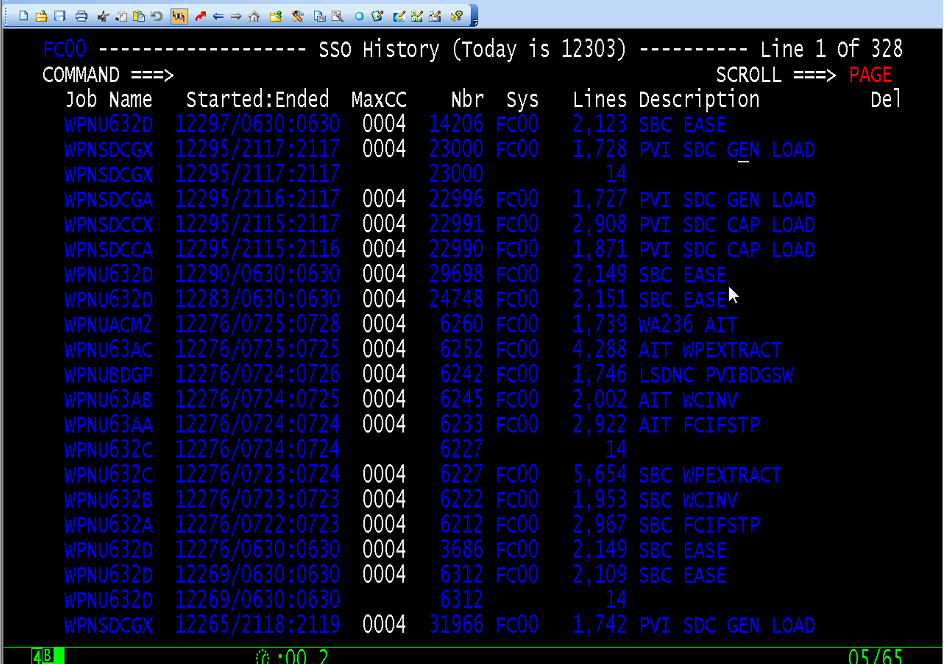 FC00 ------------------- SSO History (Today is 12303) ---------- Line 1 Of 328
COMMAND ===> SCROLL ===> PAGE
Job Name Started:Ended MaxCC Nbr Sys Lines Description Del
WPNU632D 12297/0630:0630 0004 14206 FC00 2,123 SBC EASE
WPNSDCGX 12295/2117:2117 0004 23000 FC00 1,728 PVI SDC GEN LOAD
WPNSDCGX 12295/2117:2117 23000 14
WPNSDCGA 12295/2116:2117 0004 22996 FC00 1,727 PVI SDC GEN LOAD
WPNSDCCX 12295/2115:2117 0004 22991 FC00 2,908 PVI SDC CAP LOAD
WPNSDCCA 12295/2115:2116 0004 22990 FC00 1,871 PVI SDC CAP LOAD
WPNU632D 12290/0630:0630 0004 29698 FC00 2,149 SBC EASE
WPNU632D 12283/0630:0630 0004 24748 FC00 2,151 SBC EASE
WPNUACM2 12276/0725:0728 0004 6260 FC00 1,739 WA236 AIT
WPNU63AC 12276/0725:0725 0004 6252 FC00 4,288 AIT WPEXTRACT
WPNUBDGP 12276/0724:0726 0004 6242 FC00 1,746 LSDNC PVIBDGSW
WPNU63AB 12276/0724:0725 0004 6245 FC00 2,002 AIT WCINV
WPNU63AA 12276/0724:0724 0004 6233 FC00 2,922 AIT FCIFSTP
WPNU632C 12276/0724:0724 6227 14
WPNU632C 12276/0723:0724 0004 6227 FC00 5,654 SBC WPEXTRACT
WPNU632B 12276/0723:0723 0004 6222 FC00 1,953 SBC WCINV
WPNU632A 12276/0722:0723 0004 6212 FC00 2,967 SBC FCIFSTP
WPNU632D 12276/0630:0630 0004 3686 FC00 2,149 SBC EASE
WPNU632D 12269/0630:0630 0004 6312 FC00 2,109 SBC EASE
WPNU632D 12269/0630:0630 6312 14
WPNSDCGX 12265/2118:2119 0004 31966 FC00 1,742 PVI SDC GEN LOAD
4B :00.2 05/65